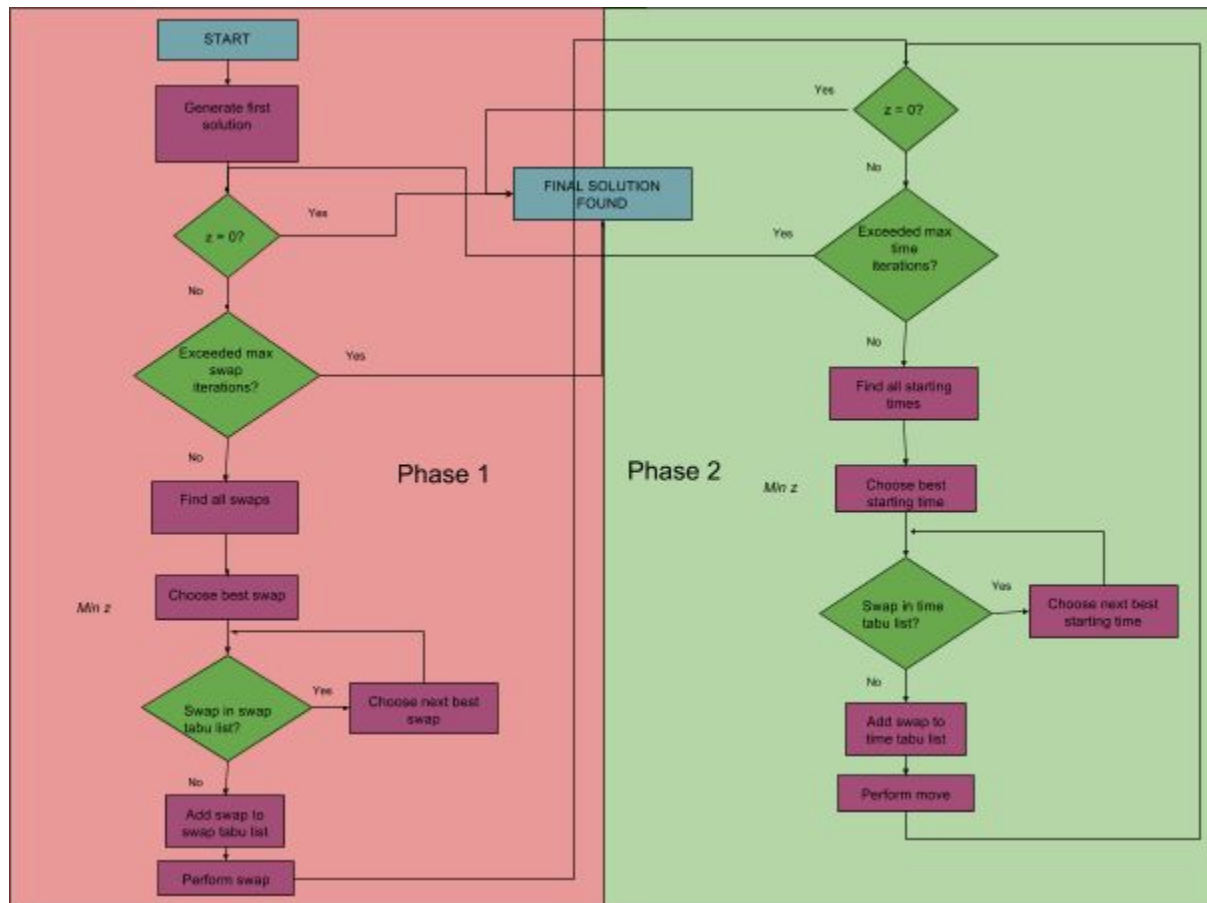 START
Generate first
solution
z = 0?
Yes
No
Exceeded max
swap
iterations?
Yes
No
Find all swaps
Min z
Choose best swap
Swap in swap
tabu list?
Yes
Choose next best
swap
No
Add swap to
swap tabu list
Perform swap
Phase 1
FINAL SOLUTION
FOUND
Phase 2
z = 0?
Yes
No
Exceeded max
time
iterations?
Yes
No
Find all starting
times
Min z
Choose best
starting time
Swap in time
tabu list?
Yes
Choose next best
starting time
No
Add swap to
time tabu list
Perform move